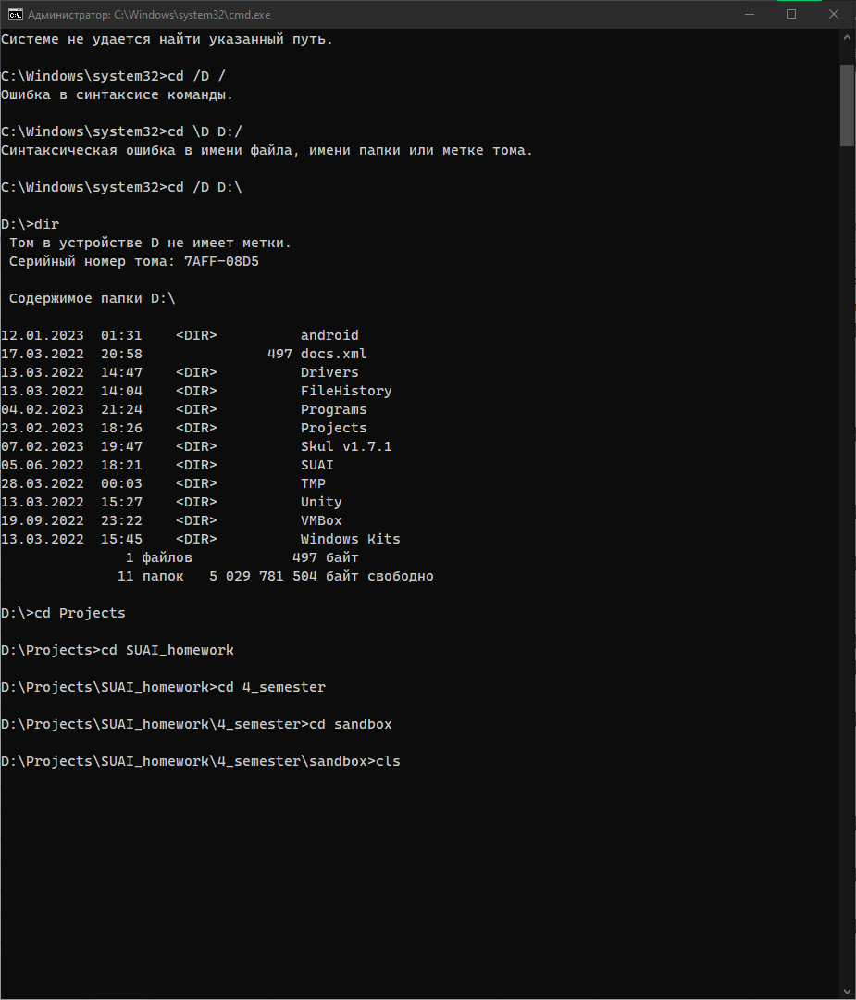 Администратор: C:\Windows\system32\cmd.exe
Системе не удается найти указанный путь.
C:\Windows\system32>cd /D /
Ошибка в синтаксисе команды.
C:\Windows\system32>cd \D D:/
Синтаксическая ошибка в имени файла, имени папки или метке тома.
C:\Windows\system32>cd /D D:\
D:\>dir
Том в устройстве D не имеет метки.
Серийный номер тома: 7AFF-08D5
Содержимое папки D:\
12.01.2023  01:31    <DIR>          android
17.03.2022  20:58               497 docs.xml
13.03.2022  14:47    <DIR>          Drivers
13.03.2022  14:04    <DIR>          FileHistory
04.02.2023  21:24    <DIR>          Programs
23.02.2023  18:26    <DIR>          Projects
07.02.2023  19:47    <DIR>          Skul v1.7.1
05.06.2022  18:21    <DIR>          SUAI
28.03.2022  00:03    <DIR>          TMP
13.03.2022  15:27    <DIR>          Unity
19.09.2022  23:22    <DIR>          VMBox
13.03.2022  15:45    <DIR>          Windows Kits
1 файлов            497 байт
11 папок   5 029 781 504 байт свободно
D:\>cd Projects
D:\Projects>cd SUAI_homework
D:\Projects\SUAI_homework>cd 4_semester
D:\Projects\SUAI_homework\4_semester>cd sandbox
D:\Projects\SUAI_homework\4_semester\sandbox>cls